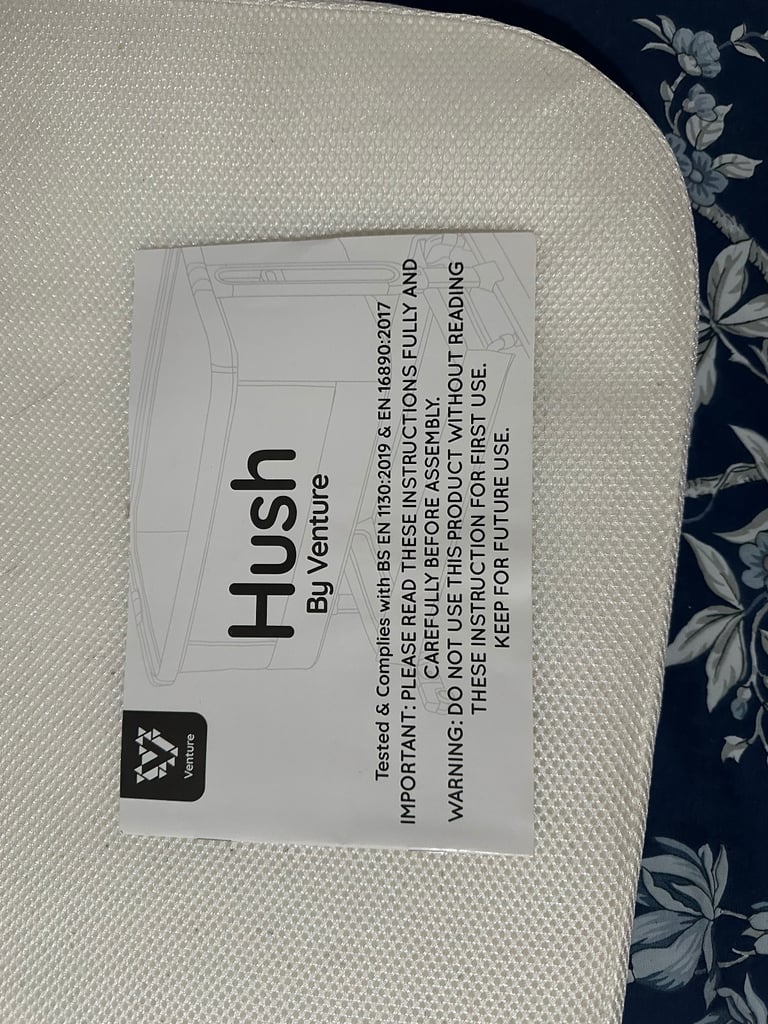 Venture
Hush
By Venture
Tested & Complies with BS EN 1130:2019 & EN 16890:2017
IMPORTANT: PLEASE READ THESE INSTRUCTIONS FULLY AND
CAREFULLY BEFORE ASSEMBLY.
WARNING: DO NOT USE THIS PRODUCT WITHOUT READING
THESE INSTRUCTION FOR FIRST USE.
KEEP FOR FUTURE USE.